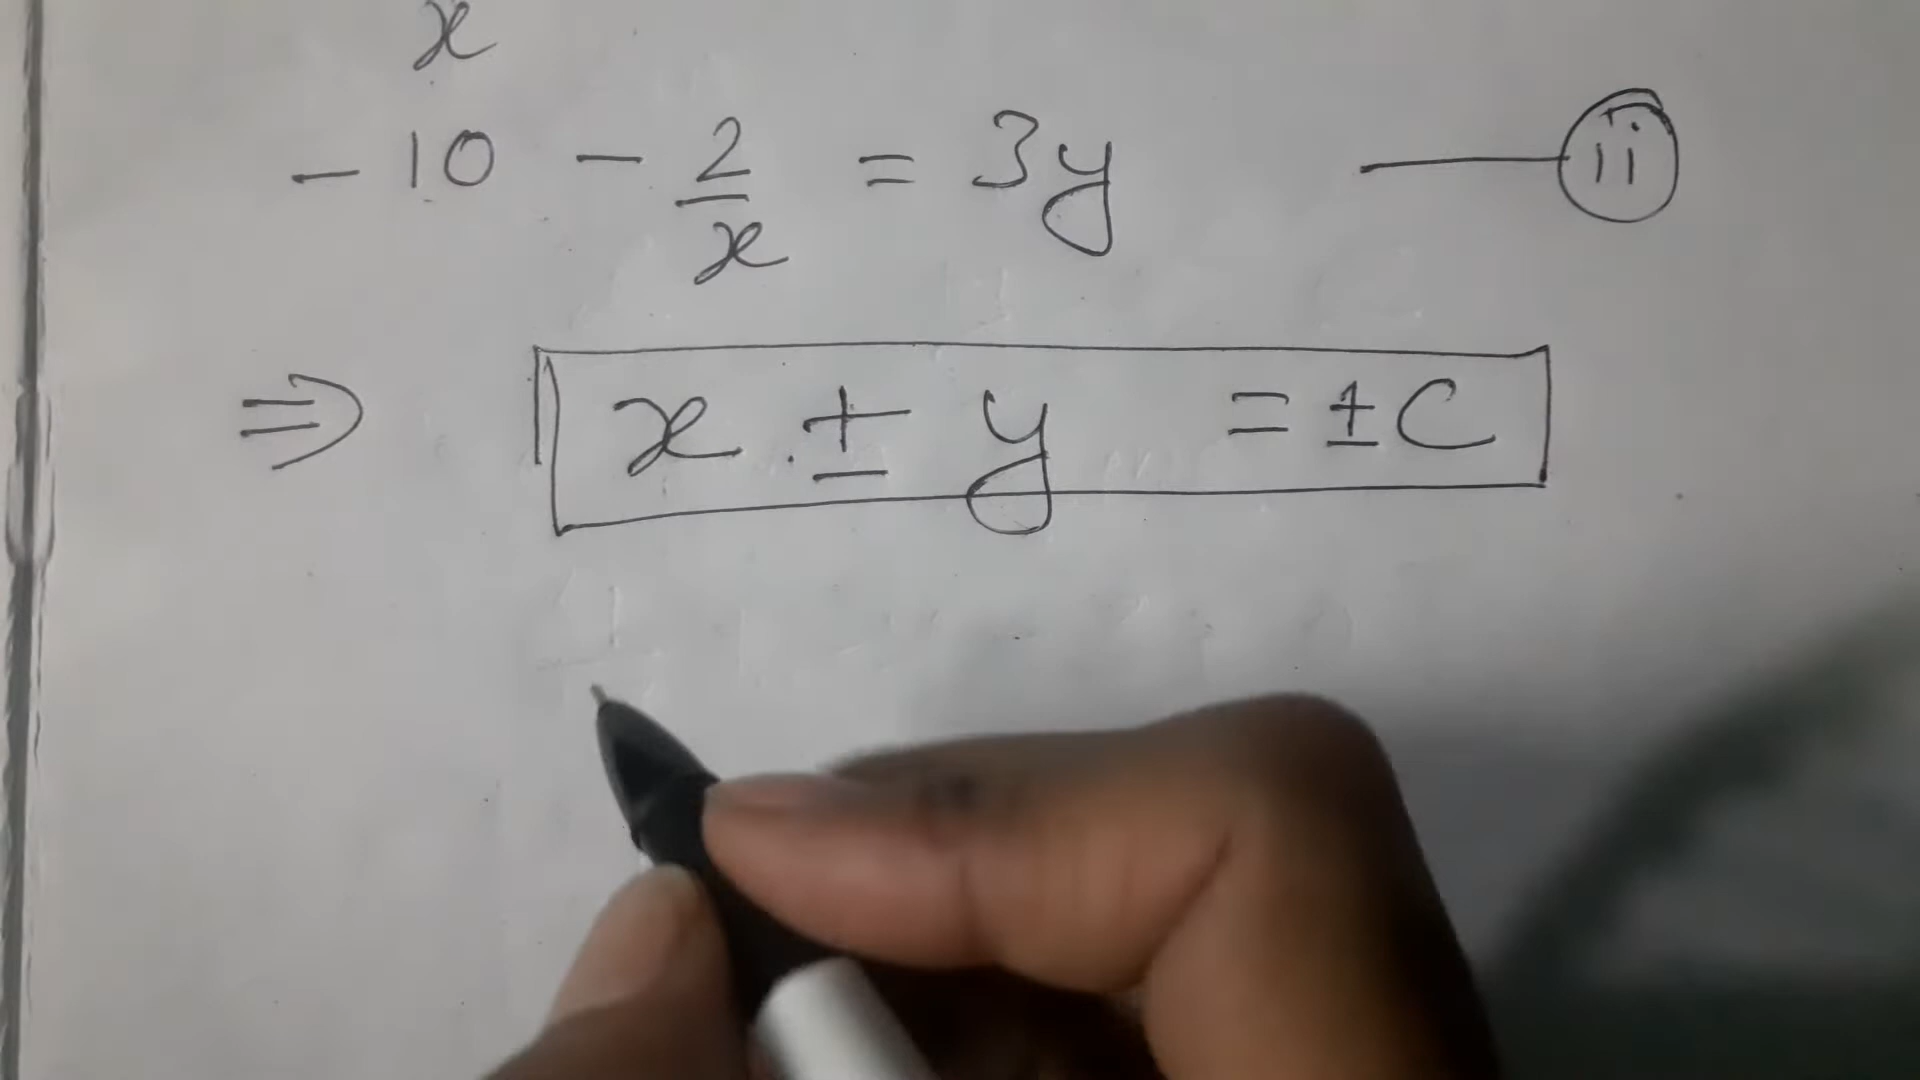 x
- 10 - 2/x = 3y — ii
⇒ x ± y = ± C